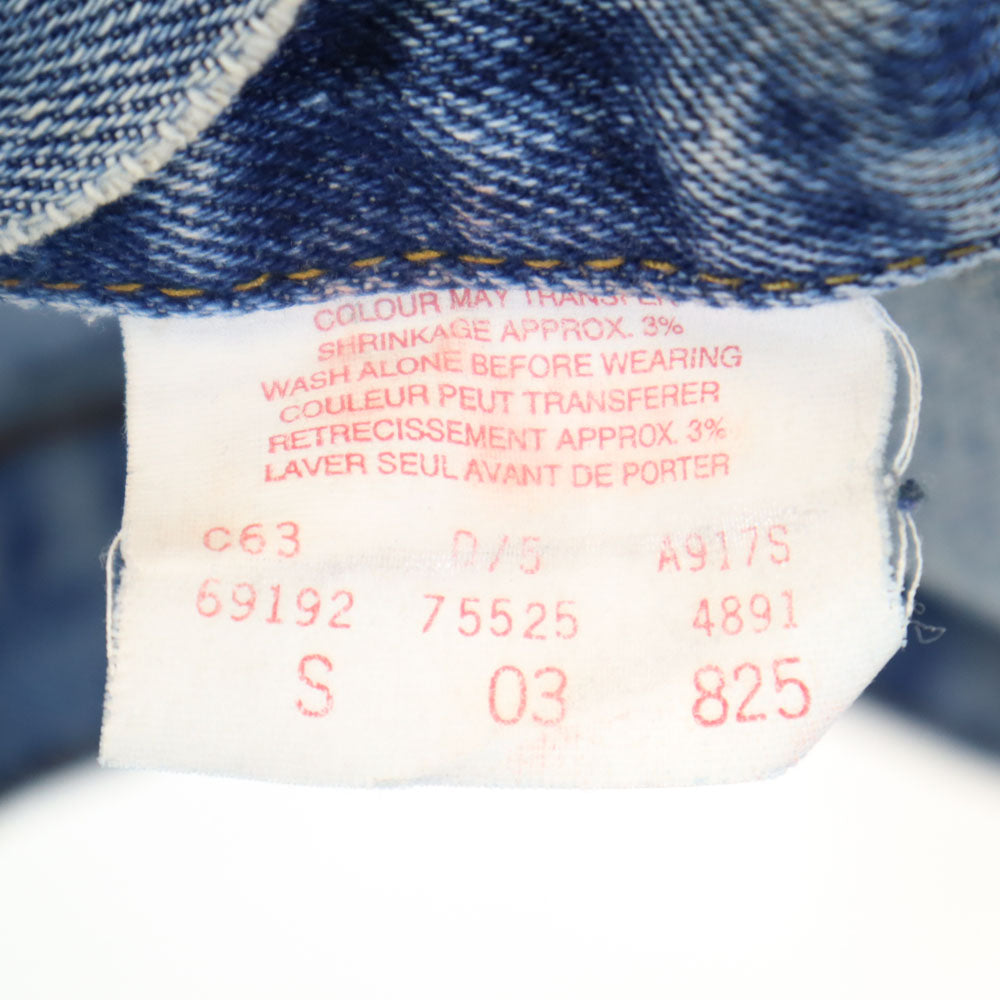 COLOUR MAY TRANSFER
SHRINKAGE APPROX. 3%
WASH ALONE BEFORE WEARING
COULEUR PEUT TRANSFERER
RETRECISSEMENT APPROX. 3%
LAVER SEUL AVANT DE PORTER
C63 D/5 A917S
69192 75525 4891
S 03 825